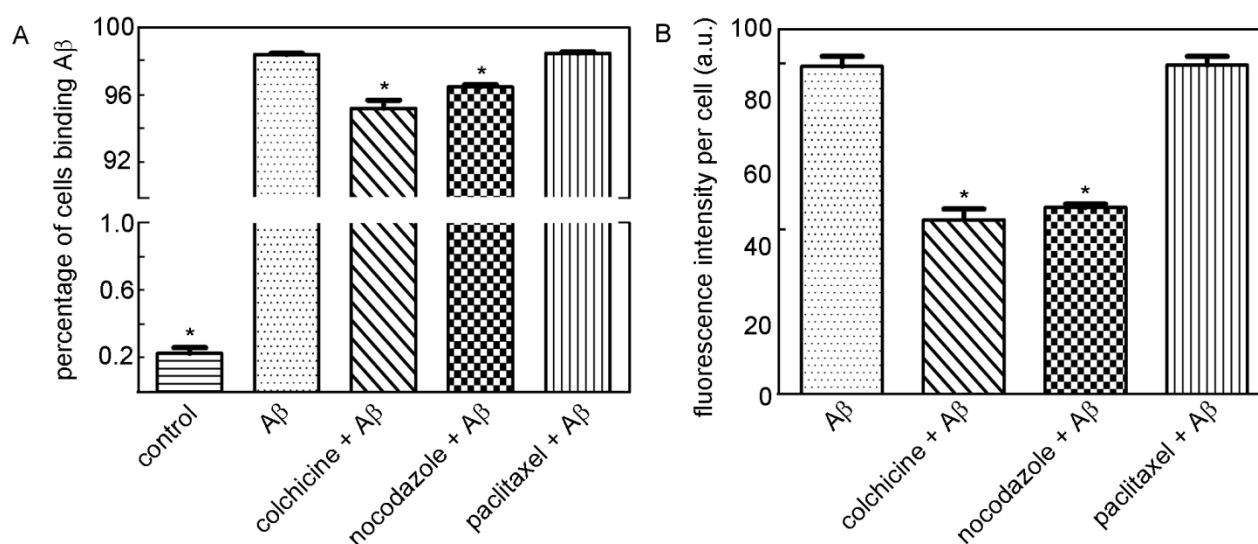 A
percentage of cells binding Aβ
100
96
92
1.0
0.6
0.2
*
*
*
control
Aβ
colchicine + Aβ
nocodazole + Aβ
paclitaxel + Aβ
B
fluorescence intensity per cell (a.u.)
100
80
60
40
20
0
*
*
Aβ
colchicine + Aβ
nocodazole + Aβ
paclitaxel + Aβ